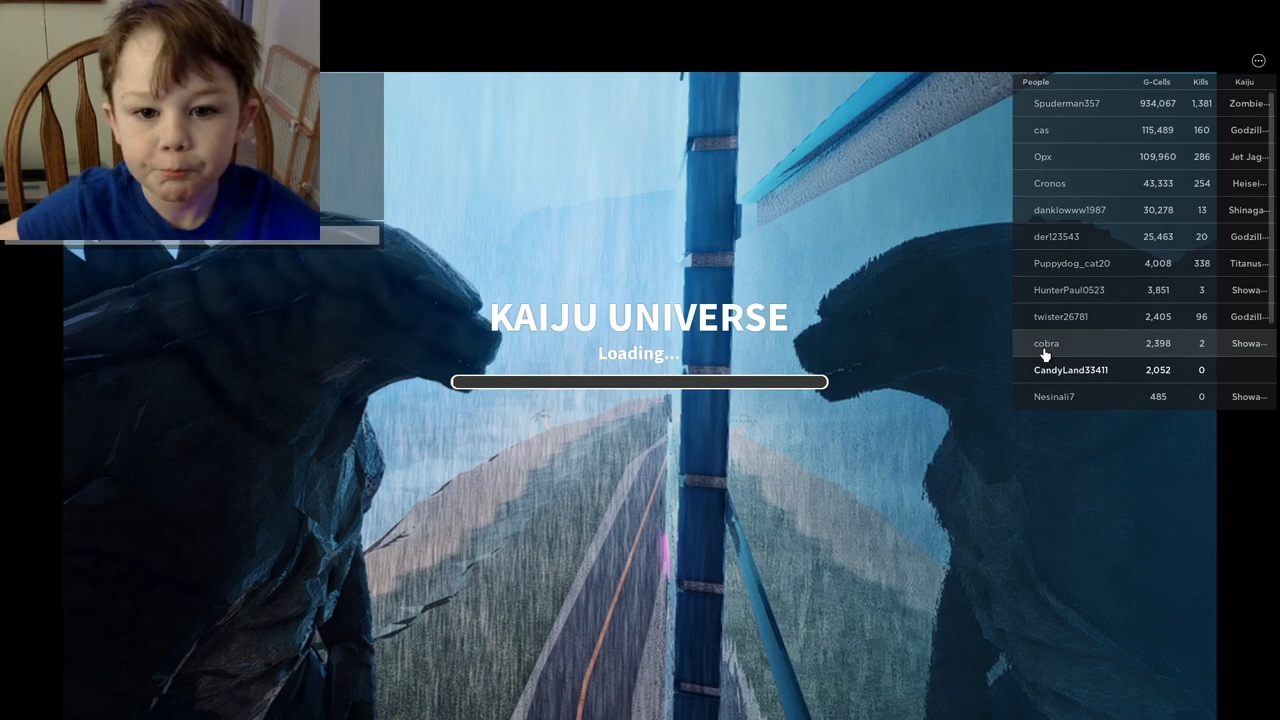 People G-Cells Kills Kaiju
Spuderman357 934,067 1,381 Zombie...
cas 115,489 160 Godzill...
Opx 109,960 286 Jet Jag...
Cronos 43,333 254 Heisei...
danklowww1987 30,278 13 Shinaga...
der123543 25,463 20 Godzill...
Puppydog_cat20 4,008 338 Titanus...
HunterPaul0523 3,851 3 Showa...
twister26781 2,405 96 Godzill...
cobra 2,398 2 Showa...
CandyLand33411 2,052 0
Nesinali7 485 0 Showa...
KAIJU UNIVERSE
Loading...